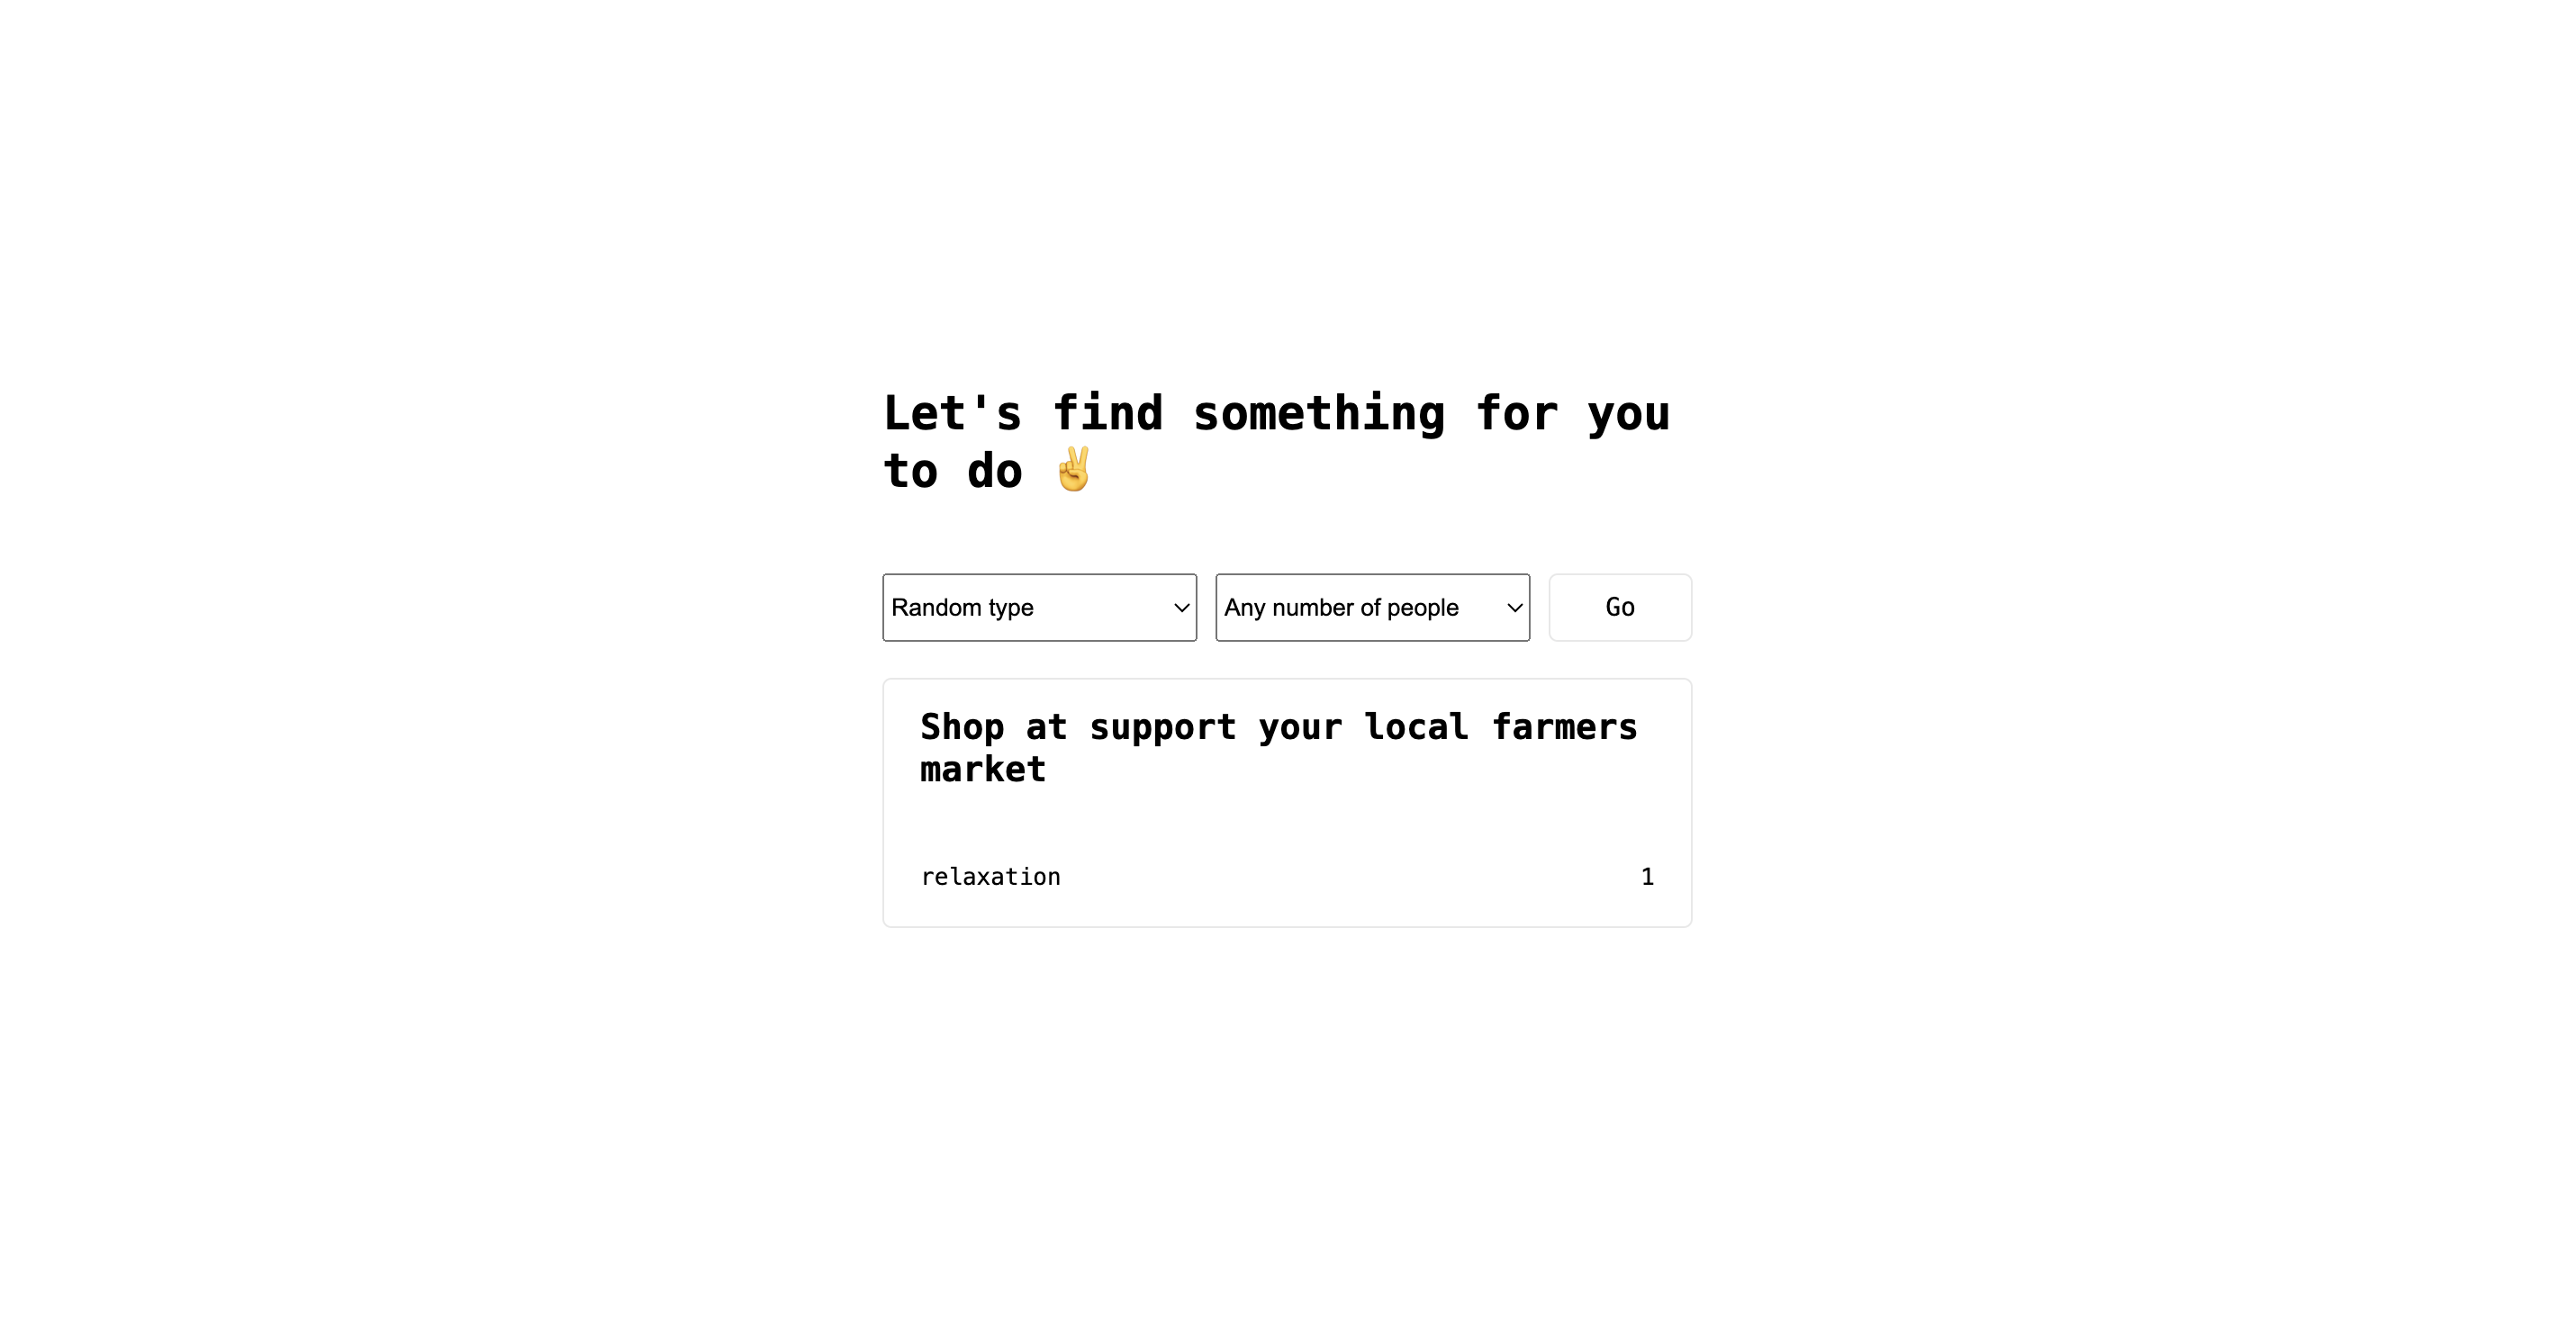 Let's find something for you
to do ✌️
Random type
Any number of people
Go
Shop at support your local farmers
market
relaxation
1